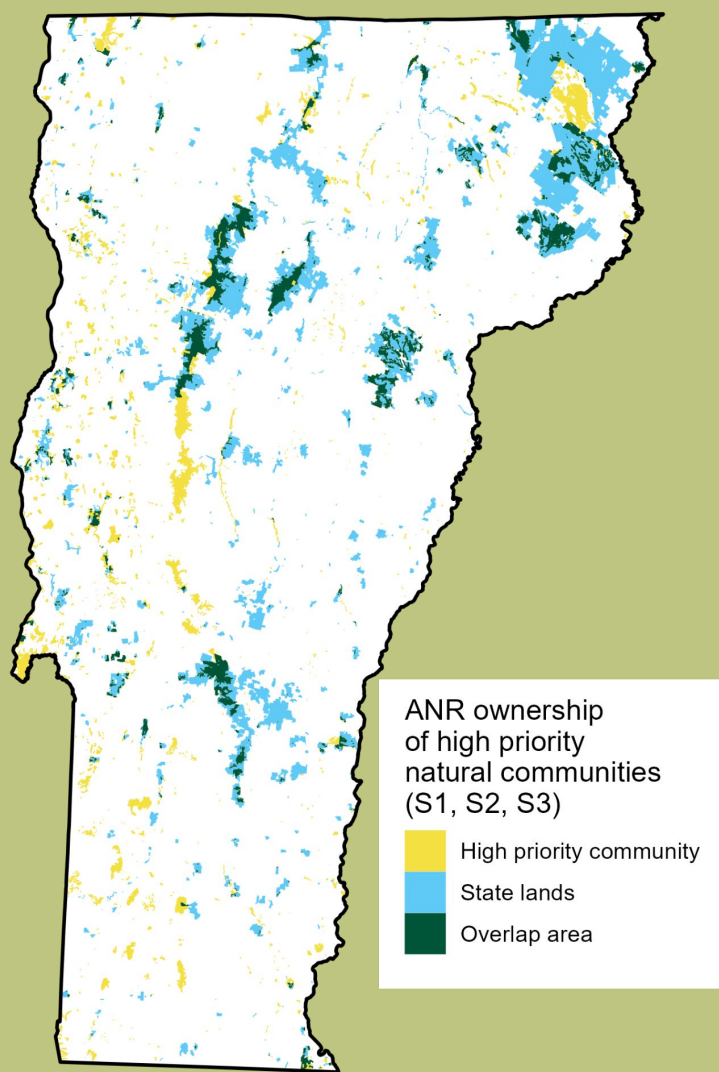 ANR ownership
of high priority
natural communities
(S1, S2, S3)
High priority community
State lands
Overlap area